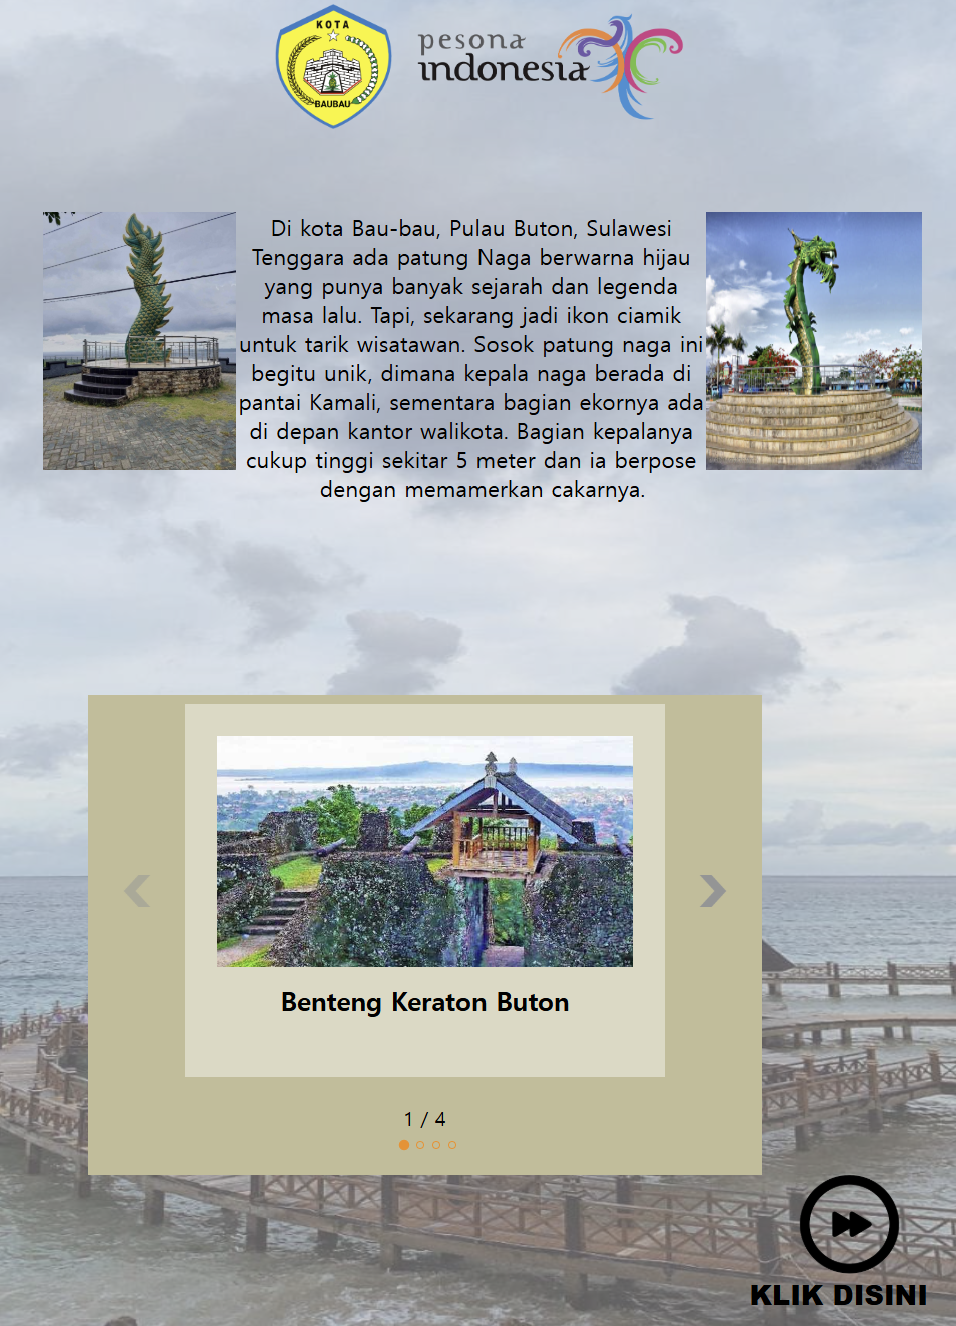 KOTA
BAUBAU
pesona
indonesia
Di kota Bau-bau, Pulau Buton, Sulawesi
Tenggara ada patung Naga berwarna hijau
yang punya banyak sejarah dan legenda
masa lalu. Tapi, sekarang jadi ikon ciamik
untuk tarik wisatawan. Sosok patung naga ini
begitu unik, dimana kepala naga berada di
pantai Kamali, sementara bagian ekornya ada
di depan kantor walikota. Bagian kepalanya
cukup tinggi sekitar 5 meter dan ia berpose
dengan memamerkan cakarnya.
Benteng Keraton Buton
1 / 4
KLIK DISINI